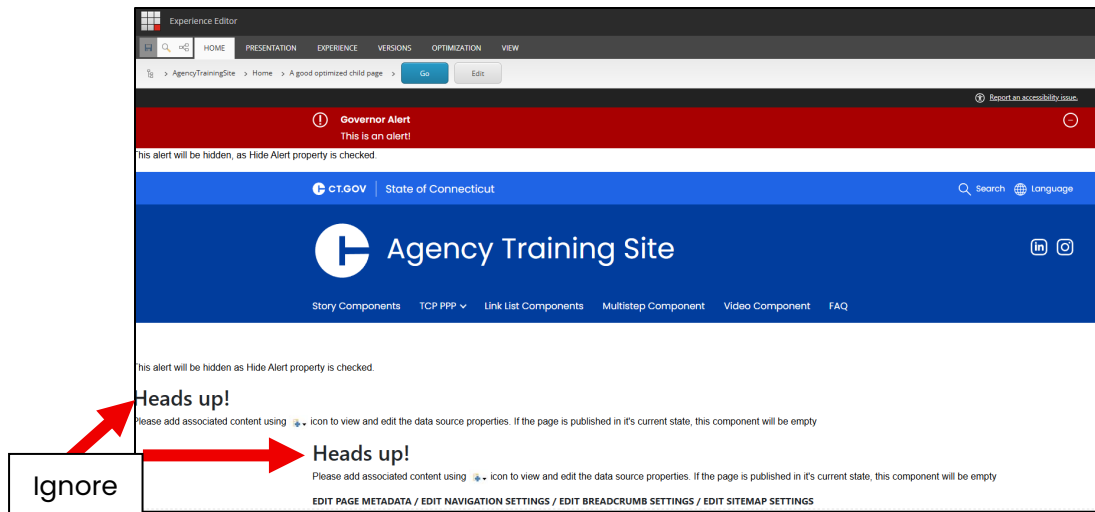 Experience Editor
HOME PRESENTATION EXPERIENCE VERSIONS OPTIMIZATION VIEW
> AgencyTrainingSite > Home > A good optimized child page > Go Edit
Report an accessibility issue.
Governor Alert
This is an alert!
This alert will be hidden, as Hide Alert property is checked.
CT.GOV | State of Connecticut Search Language
Agency Training Site
Story Components TCP PPP Link List Components Multistep Component Video Component FAQ
This alert will be hidden as Hide Alert property is checked.
Heads up!
Please add associated content using icon to view and edit the data source properties. If the page is published in it's current state, this component will be empty
Heads up!
Please add associated content using icon to view and edit the data source properties. If the page is published in it's current state, this component will be empty
Ignore
EDIT PAGE METADATA / EDIT NAVIGATION SETTINGS / EDIT BREADCRUMB SETTINGS / EDIT SITEMAP SETTINGS